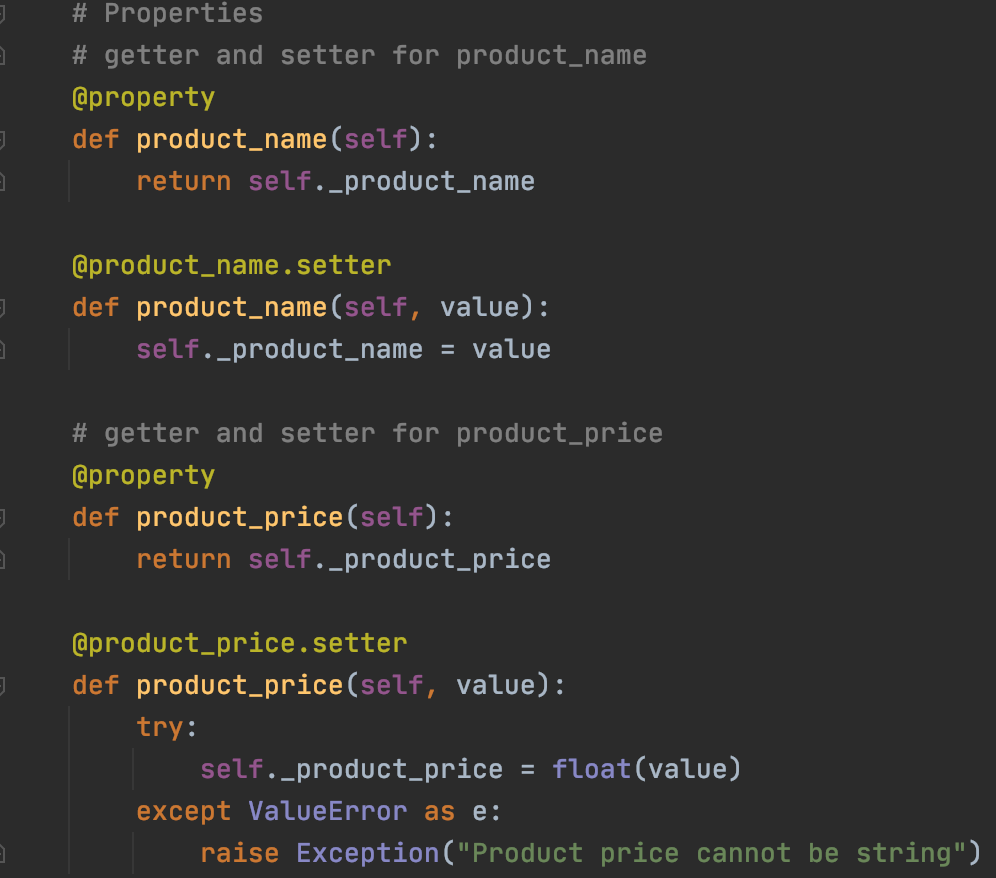 # Properties
# getter and setter for product_name
@property
def product_name(self):
    return self._product_name

@product_name.setter
def product_name(self, value):
    self._product_name = value

# getter and setter for product_price
@property
def product_price(self):
    return self._product_price

@product_price.setter
def product_price(self, value):
    try:
        self._product_price = float(value)
    except ValueError as e:
        raise Exception("Product price cannot be string")